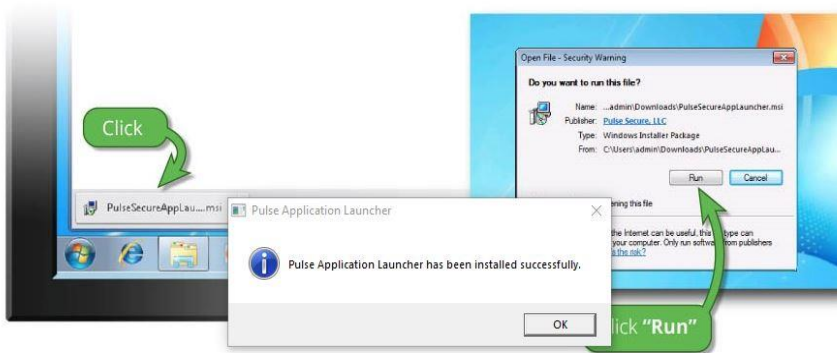 Click
PulseSecureAppLau....msi
Pulse Application Launcher
Pulse Application Launcher has been installed successfully.
OK
Open File - Security Warning
Do you want to run this file?
Name: ...admin\Downloads\PulseSecureAppLauncher.msi
Publisher: Pulse Secure, LLC
Type: Windows Installer Package
From: C:\Users\admin\Downloads\PulseSecureAppLau...
Run Cancel
ening this file
the Internet can be useful, this type can
your computer. Only run software from publishers
the risk?
lick "Run"